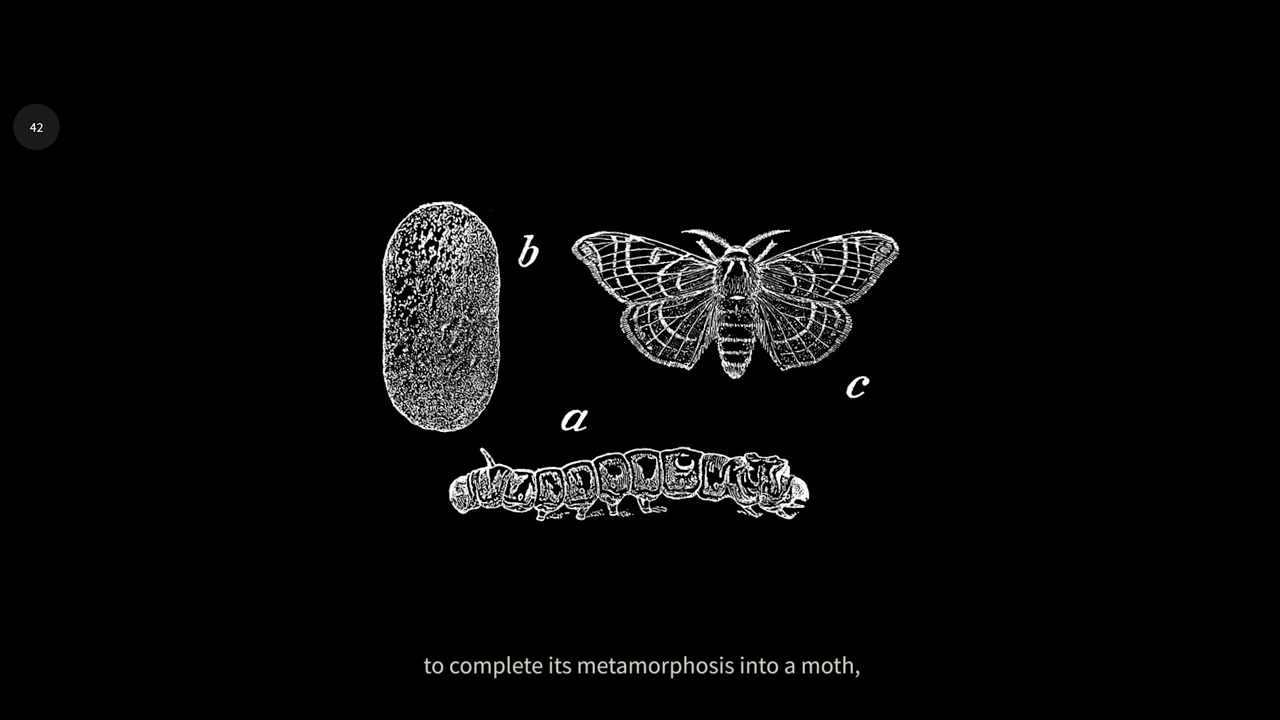 42
b
c
a
to complete its metamorphosis into a moth,